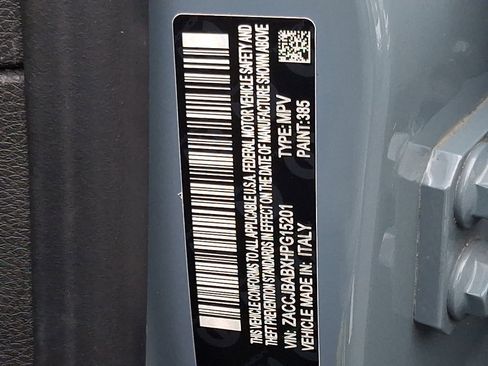 THIS VEHICLE CONFORMS TO ALL APPLICABLE U.S.A. FEDERAL MOTOR VEHICLE SAFETY AND
THEFT PREVENTION STANDARDS IN EFFECT ON THE DATE OF MANUFACTURE SHOWN ABOVE
VIN: ZACCJBABXHPG15201 TYPE: MPV
VEHICLE MADE IN: ITALY PAINT:385